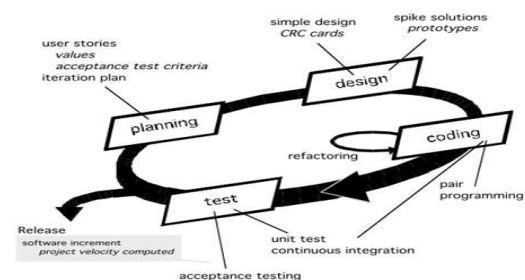 simple design
CRC cards
spike solutions
prototypes
user stories
values
acceptance test criteria
iteration plan
design
planning
coding
refactoring
test
pair
programming
Release
software increment
project velocity computed
unit test
continuous integration
acceptance testing